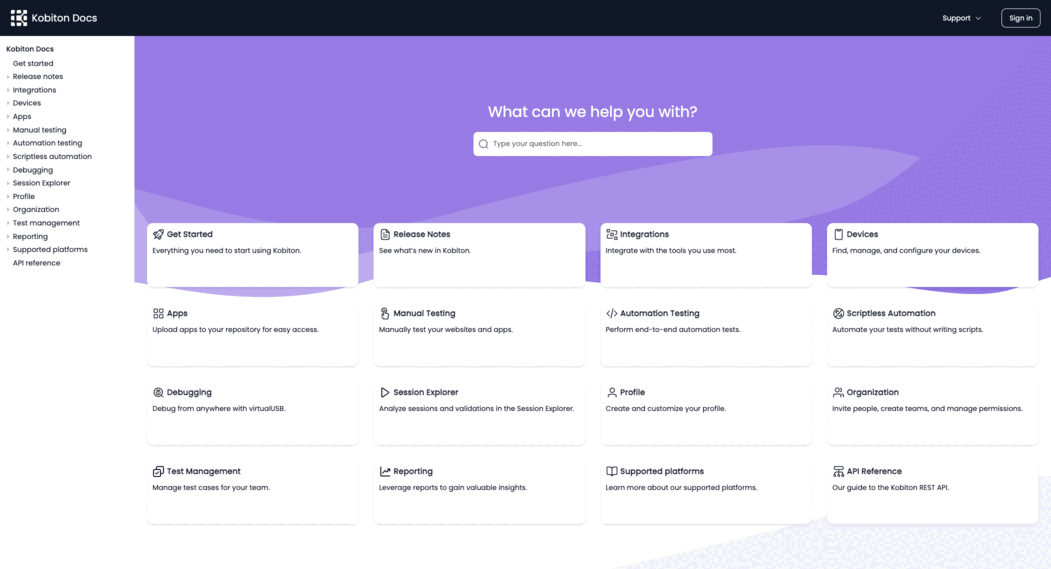 Kobiton Docs
Support
Sign in
Kobiton Docs
Get started
Release notes
Integrations
Devices
Apps
Manual testing
Automation testing
Scriptless automation
Debugging
Session Explorer
Profile
Organization
Test management
Reporting
Supported platforms
API reference
What can we help you with?
Type your question here...
Get Started
Everything you need to start using Kobiton.
Release Notes
See what's new in Kobiton.
Integrations
Integrate with the tools you use most.
Devices
Find, manage, and configure your devices.
Apps
Upload apps to your repository for easy access.
Manual Testing
Manually test your websites and apps.
Automation Testing
Perform end-to-end automation tests.
Scriptless Automation
Automate your tests without writing scripts.
Debugging
Debug from anywhere with virtualUSB.
Session Explorer
Analyze sessions and validations in the Session Explorer.
Profile
Create and customize your profile.
Organization
Invite people, create teams, and manage permissions.
Test Management
Manage test cases for your team.
Reporting
Leverage reports to gain valuable insights.
Supported platforms
Learn more about our supported platforms.
API Reference
Our guide to the Kobiton REST API.